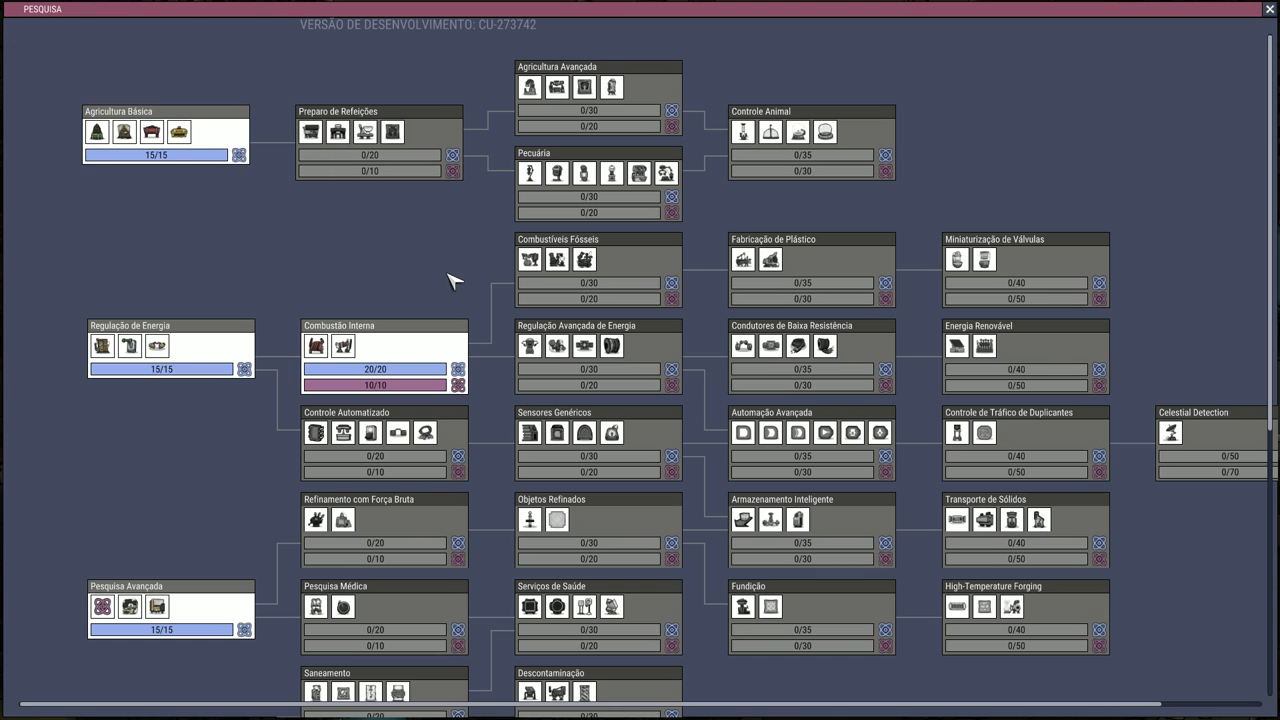 PESQUISA
VERSÃO DE DESENVOLVIMENTO: CU-273742
Agricultura Avançada
0/30
0/20
Agricultura Básica
15/15
Preparo de Refeições
0/20
0/10
Controle Animal
0/35
0/30
Pecuária
0/30
0/20
Combustíveis Fósseis
0/30
0/20
Fabricação de Plástico
0/35
0/30
Miniaturização de Válvulas
0/40
0/50
Regulação de Energia
15/15
Combustão Interna
20/20
10/10
Regulação Avançada de Energia
0/30
0/20
Condutores de Baixa Resistência
0/35
0/30
Energia Renovável
0/40
0/50
Controle Automatizado
0/20
0/10
Sensores Genéricos
0/30
0/20
Automação Avançada
0/35
0/30
Controle de Tráfico de Duplicantes
0/40
0/50
Celestial Detection
0/50
0/70
Refinamento com Força Bruta
0/20
0/10
Objetos Refinados
0/30
0/20
Armazenamento Inteligente
0/35
0/30
Transporte de Sólidos
0/40
0/50
Pesquisa Avançada
15/15
Pesquisa Médica
0/20
0/10
Serviços de Saúde
0/30
0/20
Fundição
0/35
0/30
High-Temperature Forging
0/40
0/50
Saneamento
0/20
Descontaminação
0/30